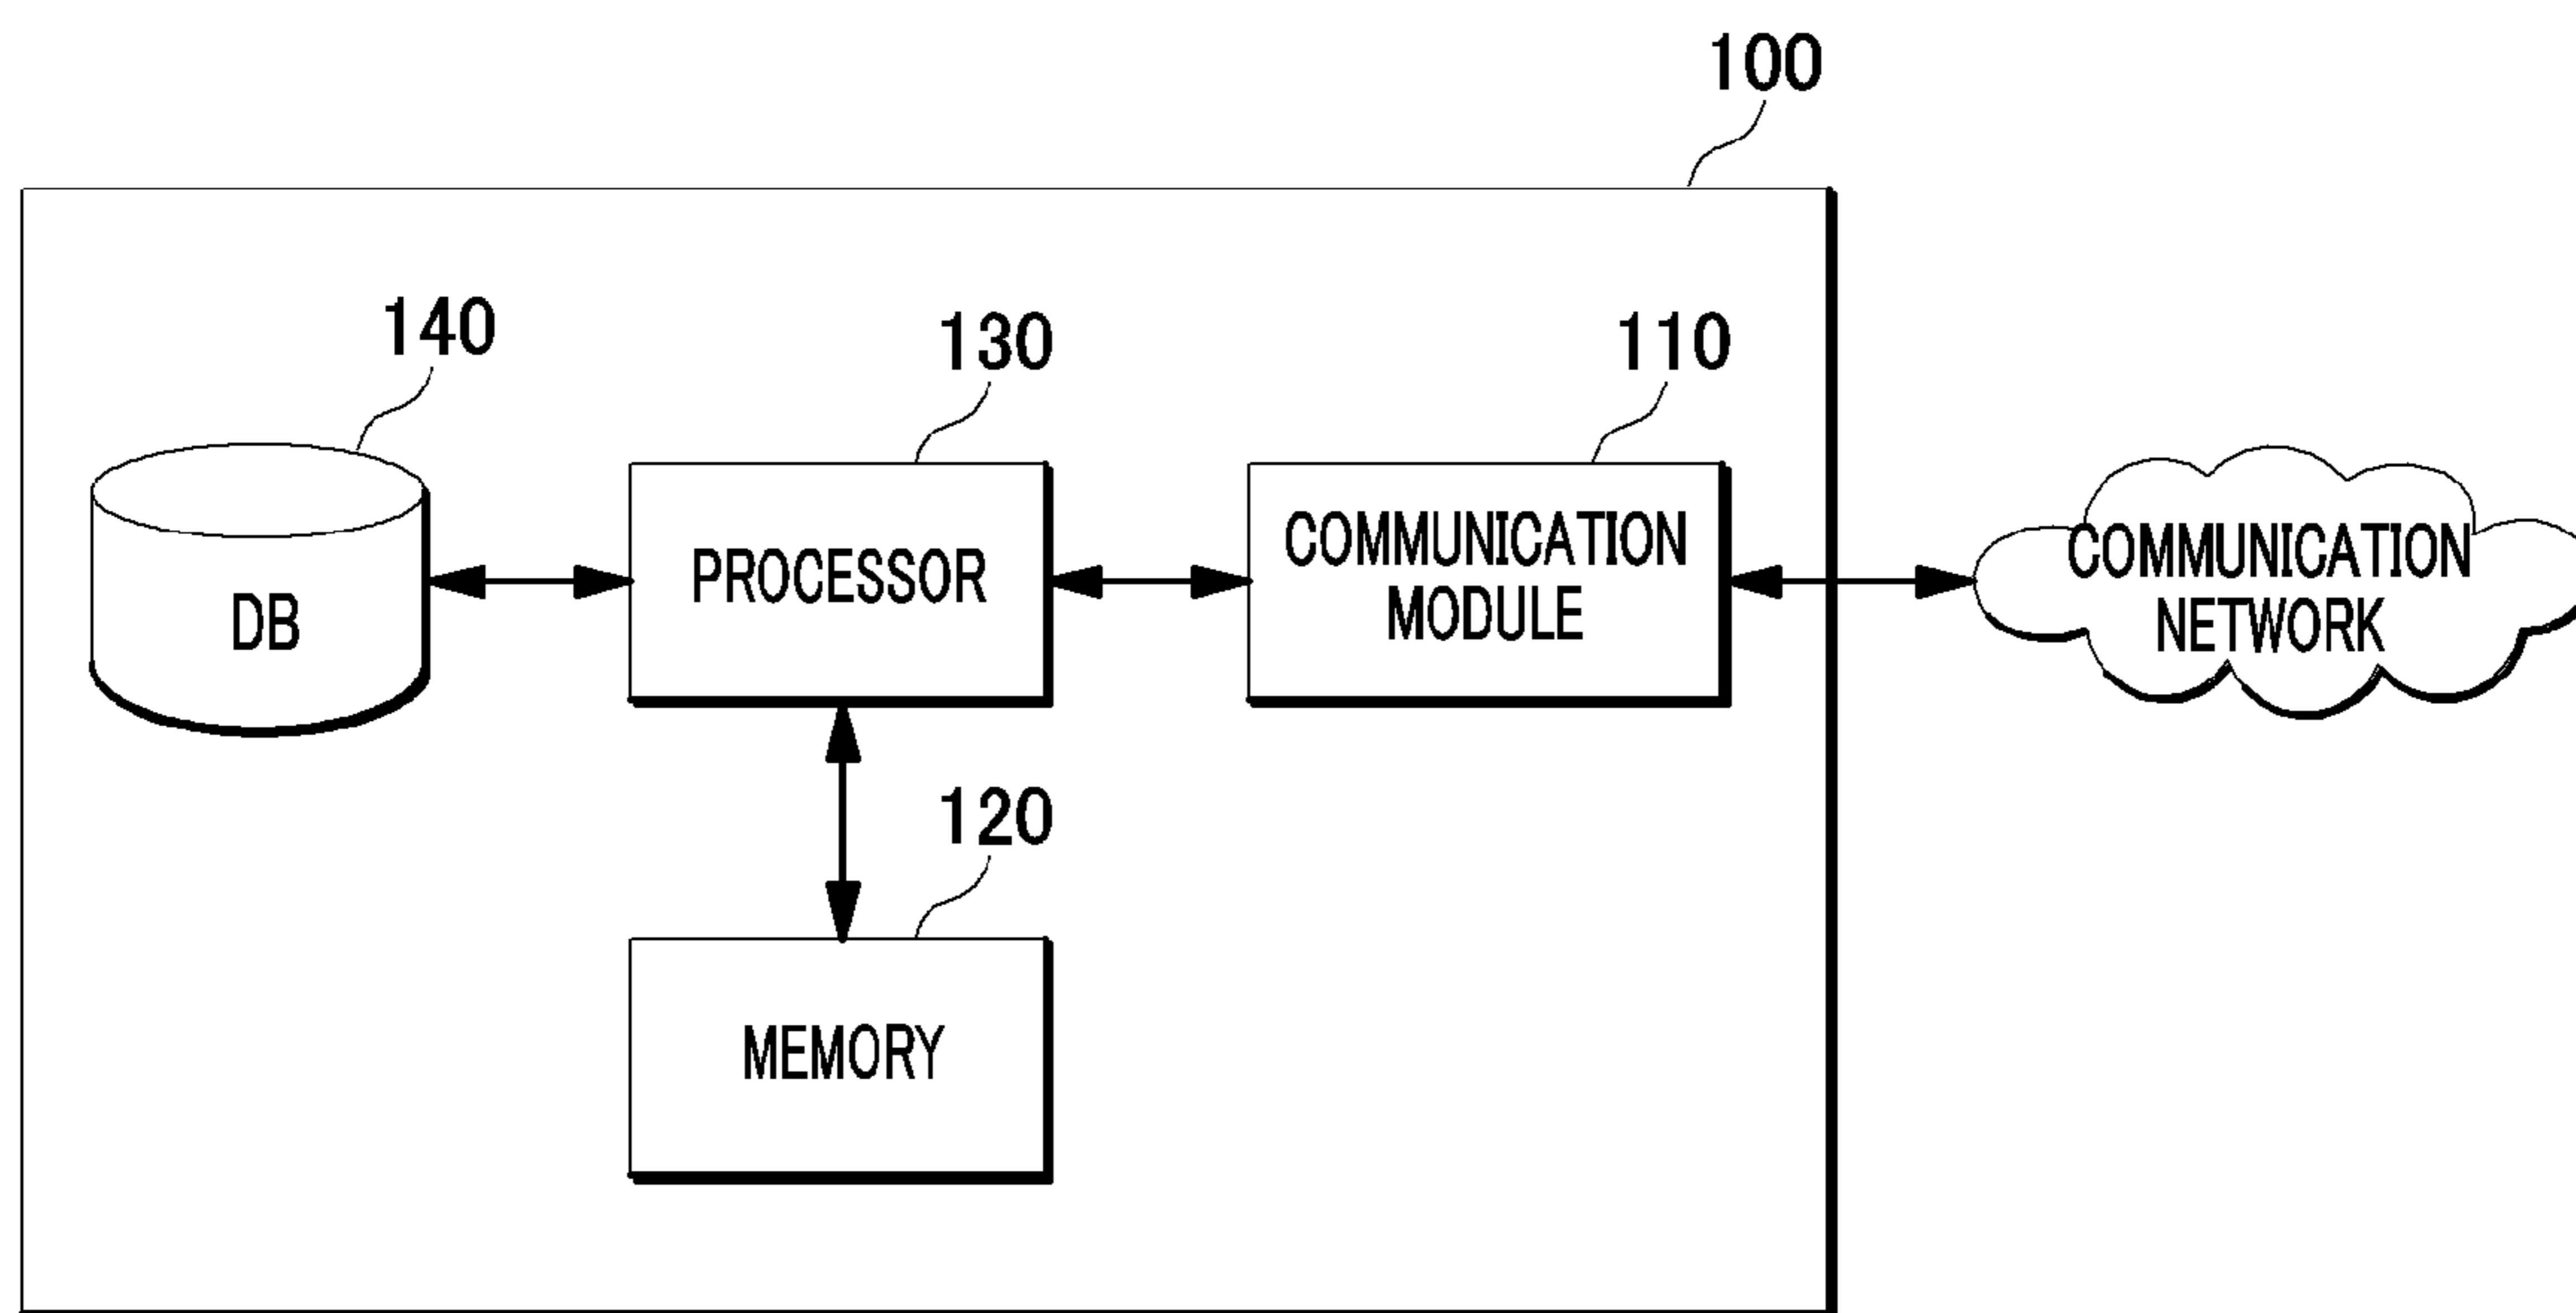 100
140
130
110
DB
PROCESSOR
COMMUNICATION
MODULE
COMMUNICATION
NETWORK
120
MEMORY